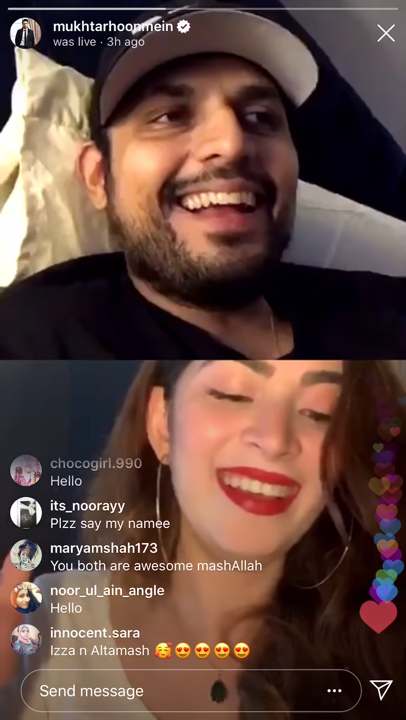 mukhtarhoonmein
was live · 3h ago
chocogirl.990
Hello
its_noorayy
Plzz say my namee
maryamshah173
You both are awesome mashAllah
noor_ul_ain_angle
Hello
innocent.sara
Izza n Altamash 🥰😍😍😍😍
Send message